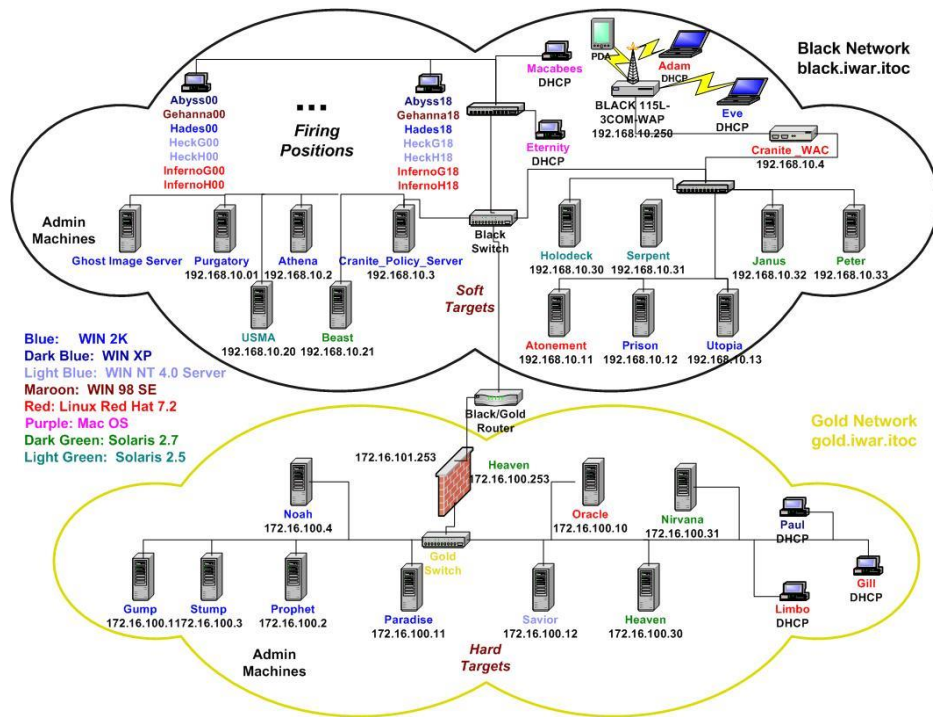 Black Network
black.iwar.itoc
Abyss00
Gehanna00
Hades00
HeckG00
HeckH00
InfernoG00
InfernoH00
...
Firing
Positions
Abyss18
Gehanna18
Hades18
HeckG18
HeckH18
InfernoG18
InfernoH18
Macabees
DHCP
Eternity
DHCP
PDA
BLACK 115L-
3COM-WAP
192.168.10.250
Adam
DHCP
Eve
DHCP
Cranite _WAC
192.168.10.4
Admin
Machines
Ghost Image Server
Purgatory
192.168.10.01
Athena
192.168.10.2
Cranite_Policy_Server
192.168.10.3
Black
Switch
Holodeck
192.168.10.30
Serpent
192.168.10.31
Janus
192.168.10.32
Peter
192.168.10.33
USMA
192.168.10.20
Beast
192.168.10.21
Soft
Targets
Atonement
192.168.10.11
Prison
192.168.10.12
Utopia
192.168.10.13
Blue: WIN 2K
Dark Blue: WIN XP
Light Blue: WIN NT 4.0 Server
Maroon: WIN 98 SE
Red: Linux Red Hat 7.2
Purple: Mac OS
Dark Green: Solaris 2.7
Light Green: Solaris 2.5
Black/Gold
Router
Gold Network
gold.iwar.itoc
172.16.101.253
Heaven
172.16.100.253
Noah
172.16.100.4
Oracle
172.16.100.10
Nirvana
172.16.100.31
Paul
DHCP
Gold
Switch
Gill
DHCP
Limbo
DHCP
Gump
172.16.100.1
Stump
172.16.100.3
Prophet
172.16.100.2
Paradise
172.16.100.11
Savior
172.16.100.12
Heaven
172.16.100.30
Admin
Machines
Hard
Targets